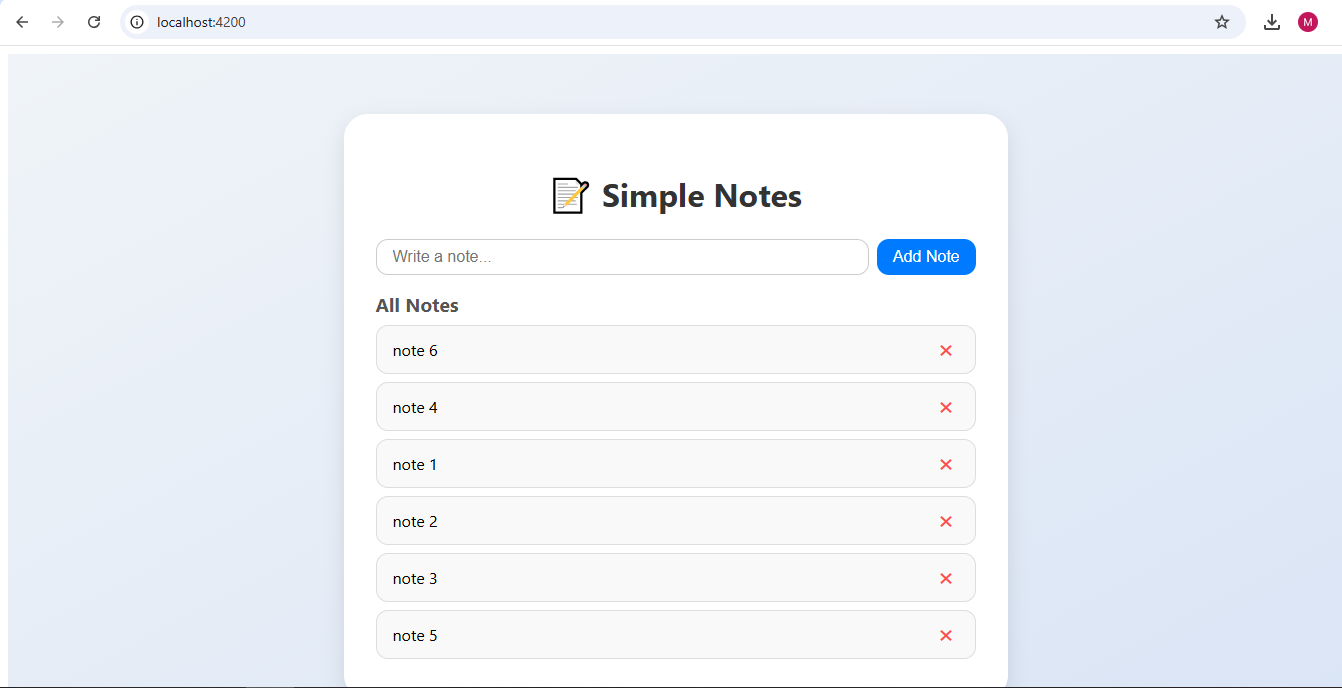 localhost:4200
M
Simple Notes
Write a note...
Add Note
All Notes
note 6
note 4
note 1
note 2
note 3
note 5